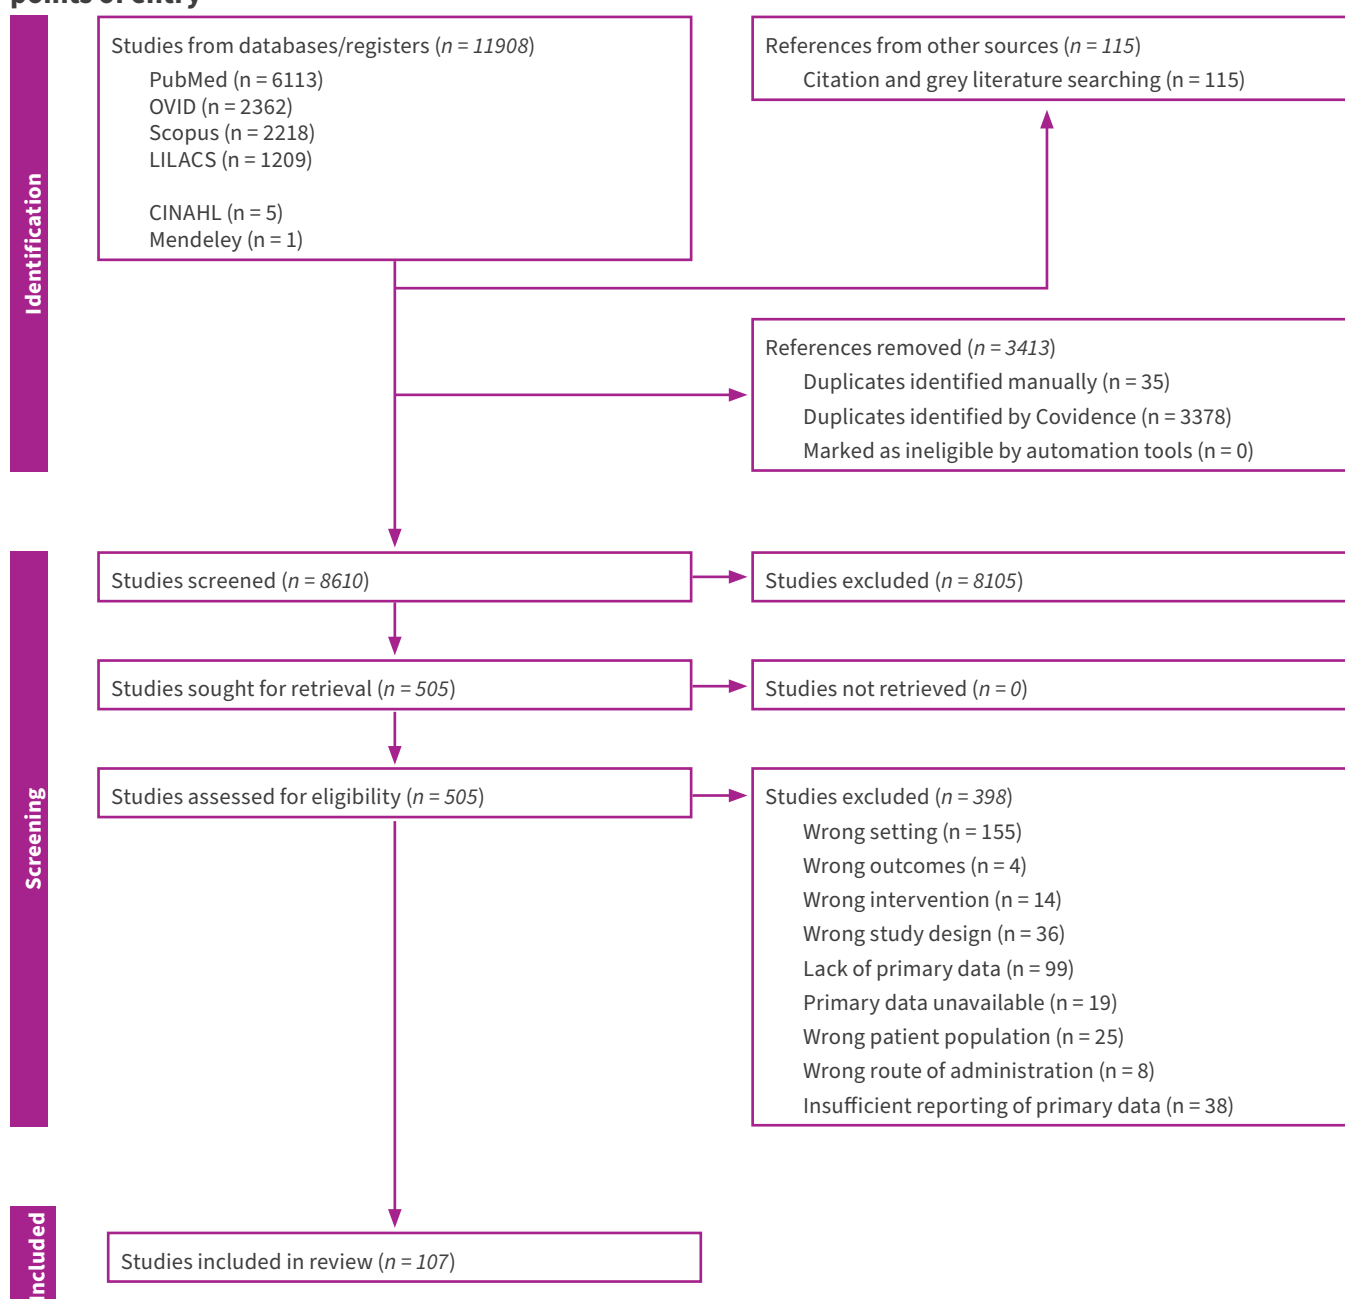 points of entry
Identification
Studies from databases/registers (n = 11908)
PubMed (n = 6113)
OVID (n = 2362)
Scopus (n = 2218)
LILACS (n = 1209)
CINAHL (n = 5)
Mendeley (n = 1)
References from other sources (n = 115)
Citation and grey literature searching (n = 115)
References removed (n = 3413)
Duplicates identified manually (n = 35)
Duplicates identified by Covidence (n = 3378)
Marked as ineligible by automation tools (n = 0)
Screening
Studies screened (n = 8610)
Studies excluded (n = 8105)
Studies sought for retrieval (n = 505)
Studies not retrieved (n = 0)
Studies assessed for eligibility (n = 505)
Studies excluded (n = 398)
Wrong setting (n = 155)
Wrong outcomes (n = 4)
Wrong intervention (n = 14)
Wrong study design (n = 36)
Lack of primary data (n = 99)
Primary data unavailable (n = 19)
Wrong patient population (n = 25)
Wrong route of administration (n = 8)
Insufficient reporting of primary data (n = 38)
Included
Studies included in review (n = 107)